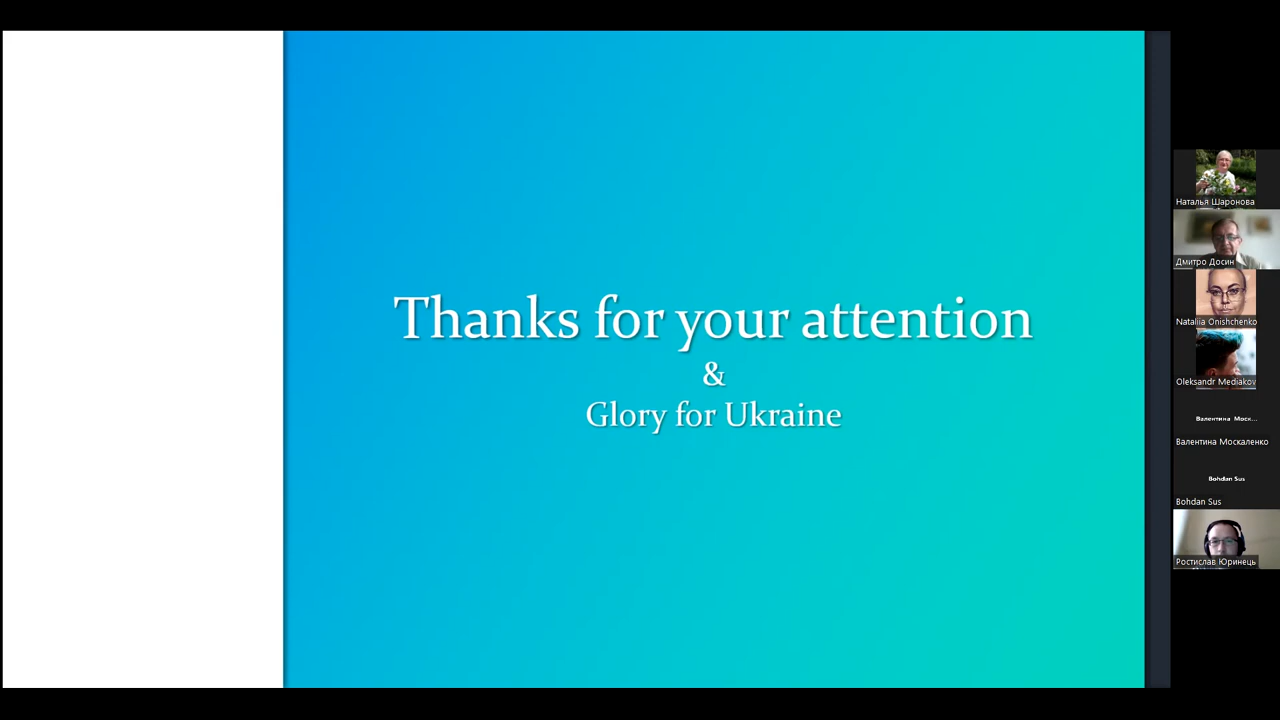 Thanks for your attention
&
Glory for Ukraine
Наталья Шаронова
Дмитро Досин
Nataliia Onishchenko
Oleksandr Mediakov
Валентина Моск...
Валентина Москаленко
Bohdan Sus
Bohdan Sus
Ростислав Юринець